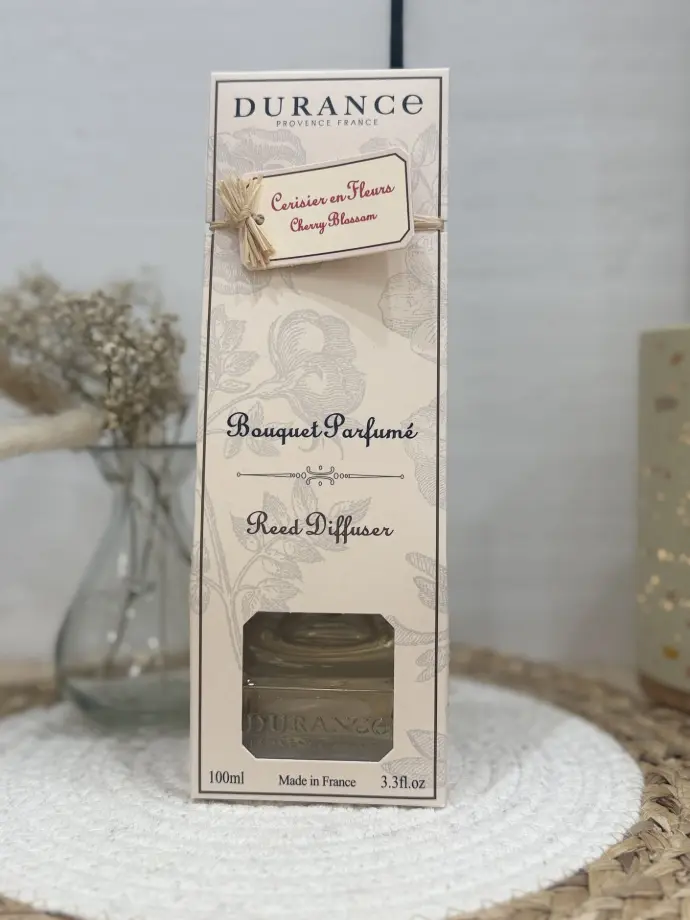 DURANCe
PROVENCE FRANCE
Cerisier en Fleurs
Cherry Blossom
Bouquet Parfumé
Reed Diffuser
DURANCe
100ml Made in France 3.3fl.oz